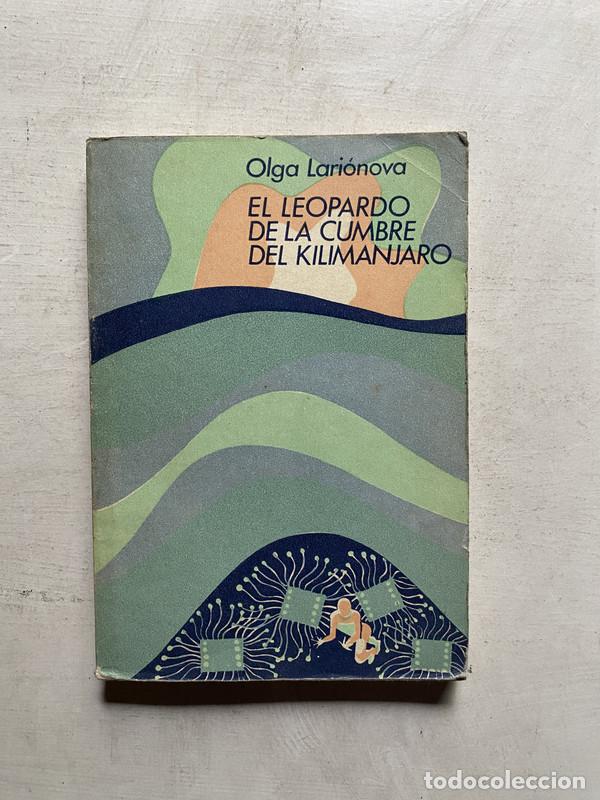 Olga Lariónova
EL LEOPARDO
DE LA CUMBRE
DEL KILIMANJARO
todocoleccion